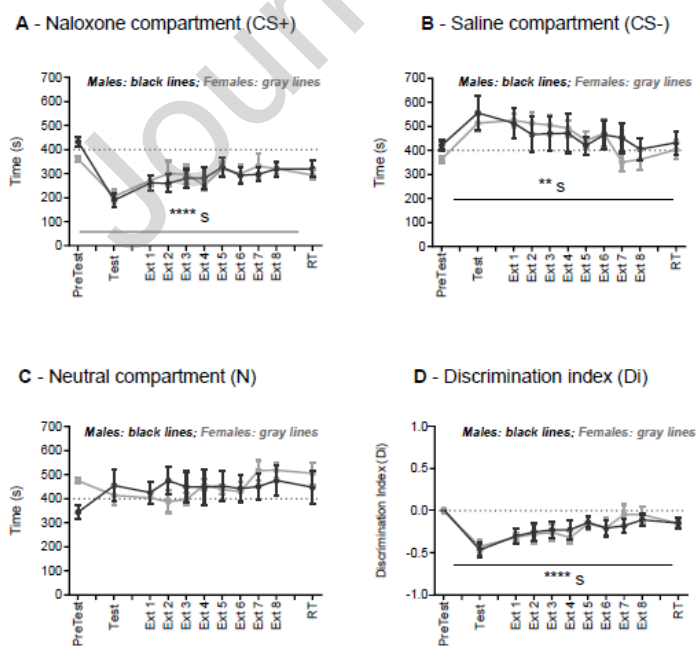 A - Naloxone compartment (CS+)
B - Saline compartment (CS-)
Journ
Males: black lines; Females: gray lines
Time (s)
700
600
500
400
300
200
100
0
**** s
PreTest
Test
Ext 1
Ext 2
Ext 3
Ext 4
Ext 5
Ext 6
Ext 7
Ext 8
RT
Males: black lines; Females: gray lines
Time (s)
700
600
500
400
300
200
100
0
** s
PreTest
Test
Ext 1
Ext 2
Ext 3
Ext 4
Ext 5
Ext 6
Ext 7
Ext 8
RT
C - Neutral compartment (N)
D - Discrimination index (Di)
Males: black lines; Females: gray lines
Time (s)
700
600
500
400
300
200
100
0
PreTest
Test
Ext 1
Ext 2
Ext 3
Ext 4
Ext 5
Ext 6
Ext 7
Ext 8
RT
Males: black lines; Females: gray lines
Discrimination Index (Di)
1.0
0.5
0.0
-0.5
-1.0
**** s
PreTest
Test
Ext 1
Ext 2
Ext 3
Ext 4
Ext 5
Ext 6
Ext 7
Ext 8
RT